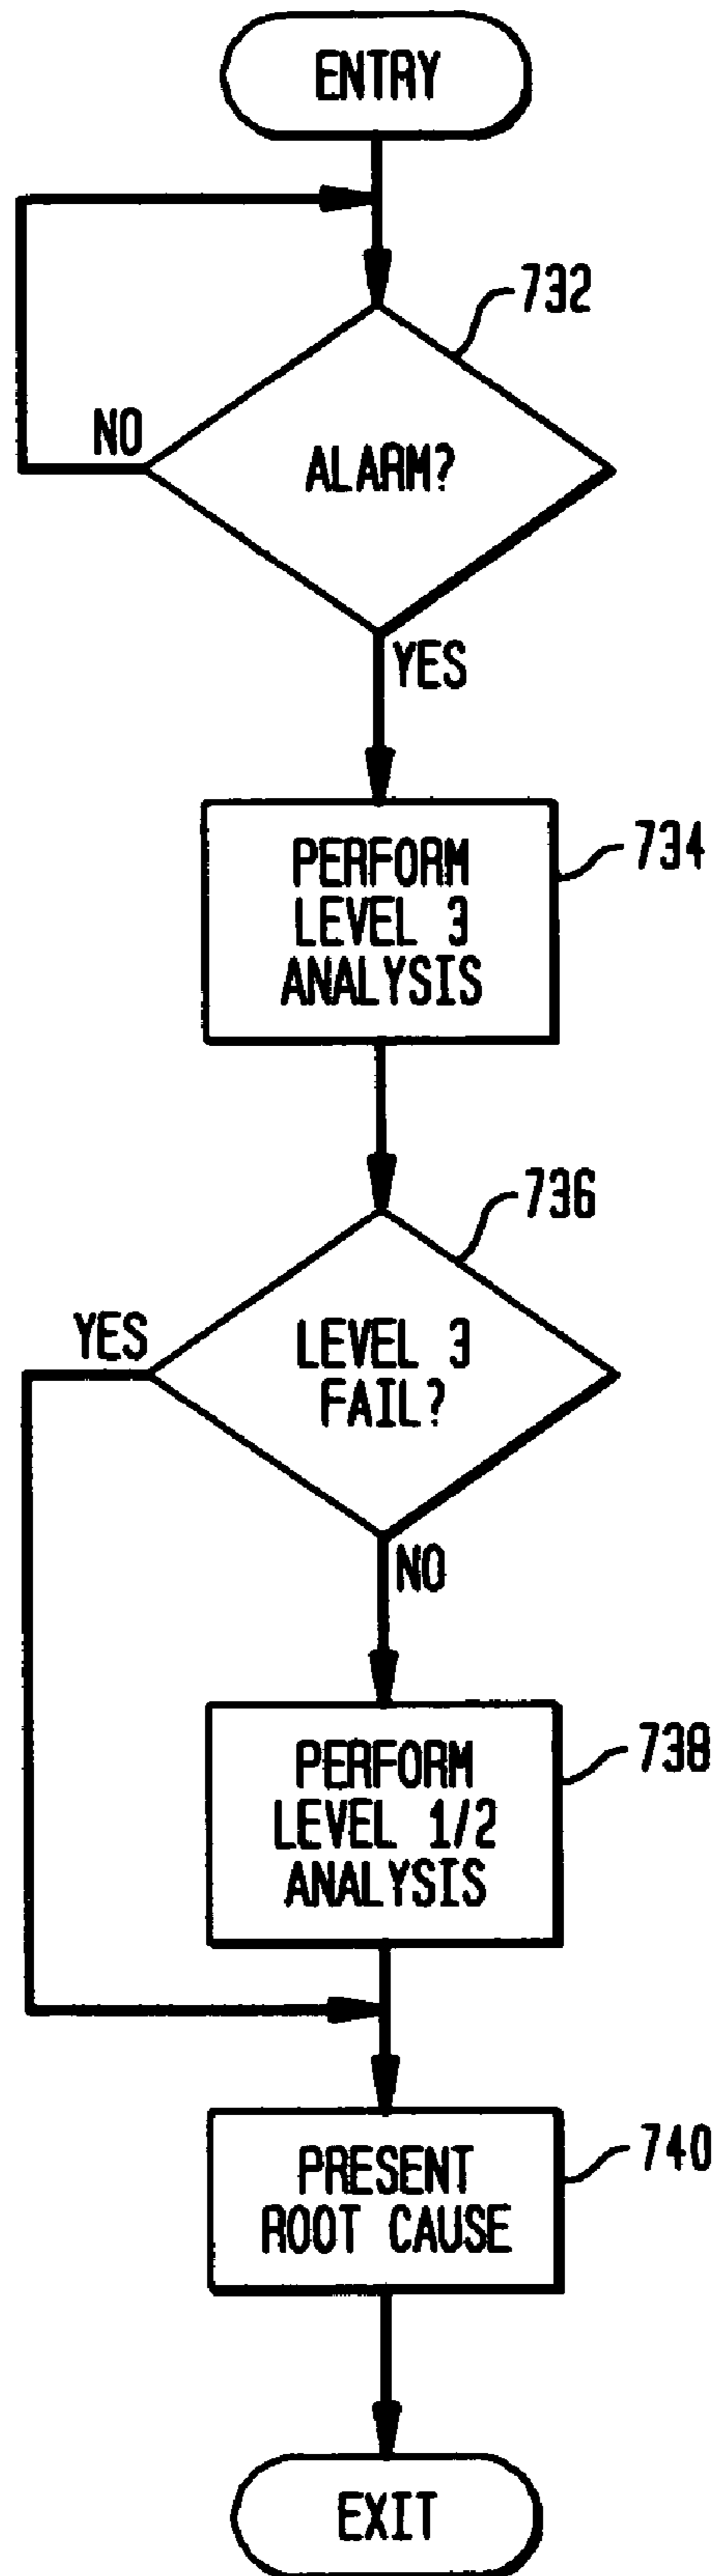 ENTRY
732
NO
ALARM?
YES
PERFORM
LEVEL 3
ANALYSIS
734
736
YES
LEVEL 3
FAIL?
NO
PERFORM
LEVEL 1/2
ANALYSIS
738
PRESENT
ROOT CAUSE
740
EXIT